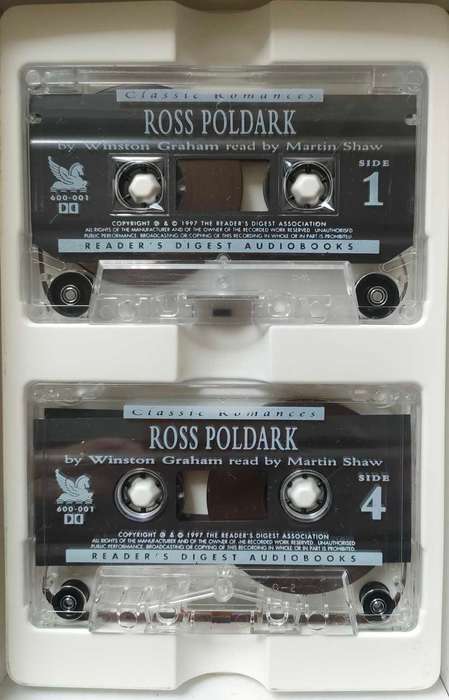 Classic Romances
ROSS POLDARK
by Winston Graham read by Martin Shaw
SIDE
1
600-001
COPYRIGHT ℗ & © 1997 THE READER'S DIGEST ASSOCIATION
ALL RIGHTS OF THE MANUFACTURER AND OF THE OWNER OF THE RECORDED WORK RESERVED. UNAUTHORISED
PUBLIC PERFORMANCE, BROADCASTING OR COPYING OF THIS RECORDING IN WHOLE OR IN PART IS PROHIBITED.
READER'S DIGEST AUDIOBOOKS
Classic Romances
ROSS POLDARK
by Winston Graham read by Martin Shaw
SIDE
4
600-001
COPYRIGHT ℗ & © 1997 THE READER'S DIGEST ASSOCIATION
ALL RIGHTS OF THE MANUFACTURER AND OF THE OWNER OF THE RECORDED WORK RESERVED. UNAUTHORISED
PUBLIC PERFORMANCE, BROADCASTING OR COPYING OF THIS RECORDING IN WHOLE OR IN PART IS PROHIBITED.
READER'S DIGEST AUDIOBOOKS